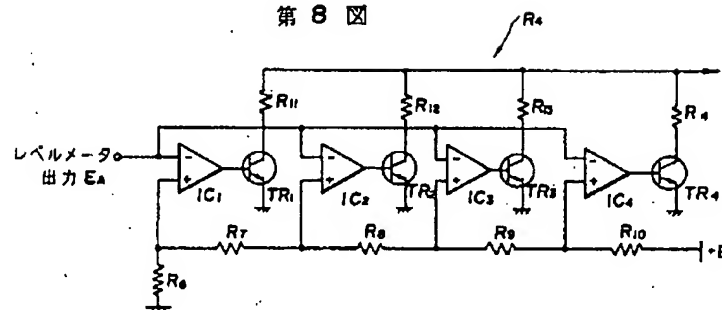 第 8 図
R4
R11
R12
R13
R14
レベルメータ
出力 EA
-
+
IC1
TR1
-
+
IC2
TR2
-
+
IC3
TR3
-
+
IC4
TR4
R7
R8
R9
R10
+B
R6